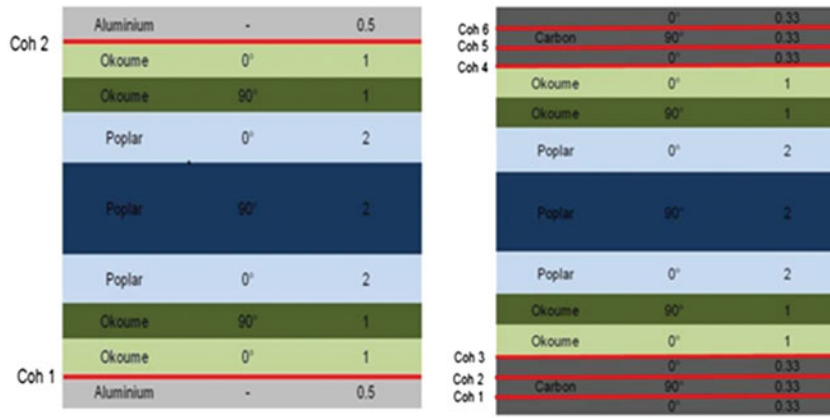 Aluminium - 0.5
Coh 2
Okoume 0° 1
Okoume 90° 1
Poplar 0° 2
Poplar 90° 2
Poplar 0° 2
Okoume 90° 1
Okoume 0° 1
Coh 1
Aluminium - 0.5
0° 0.33
Coh 6
Carbon 90° 0.33
Coh 5
0° 0.33
Coh 4
Okoume 0° 1
Okoume 90° 1
Poplar 0° 2
Poplar 90° 2
Poplar 0° 2
Okoume 90° 1
Okoume 0° 1
Coh 3
0° 0.33
Coh 2
Carbon 90° 0.33
Coh 1
0° 0.33